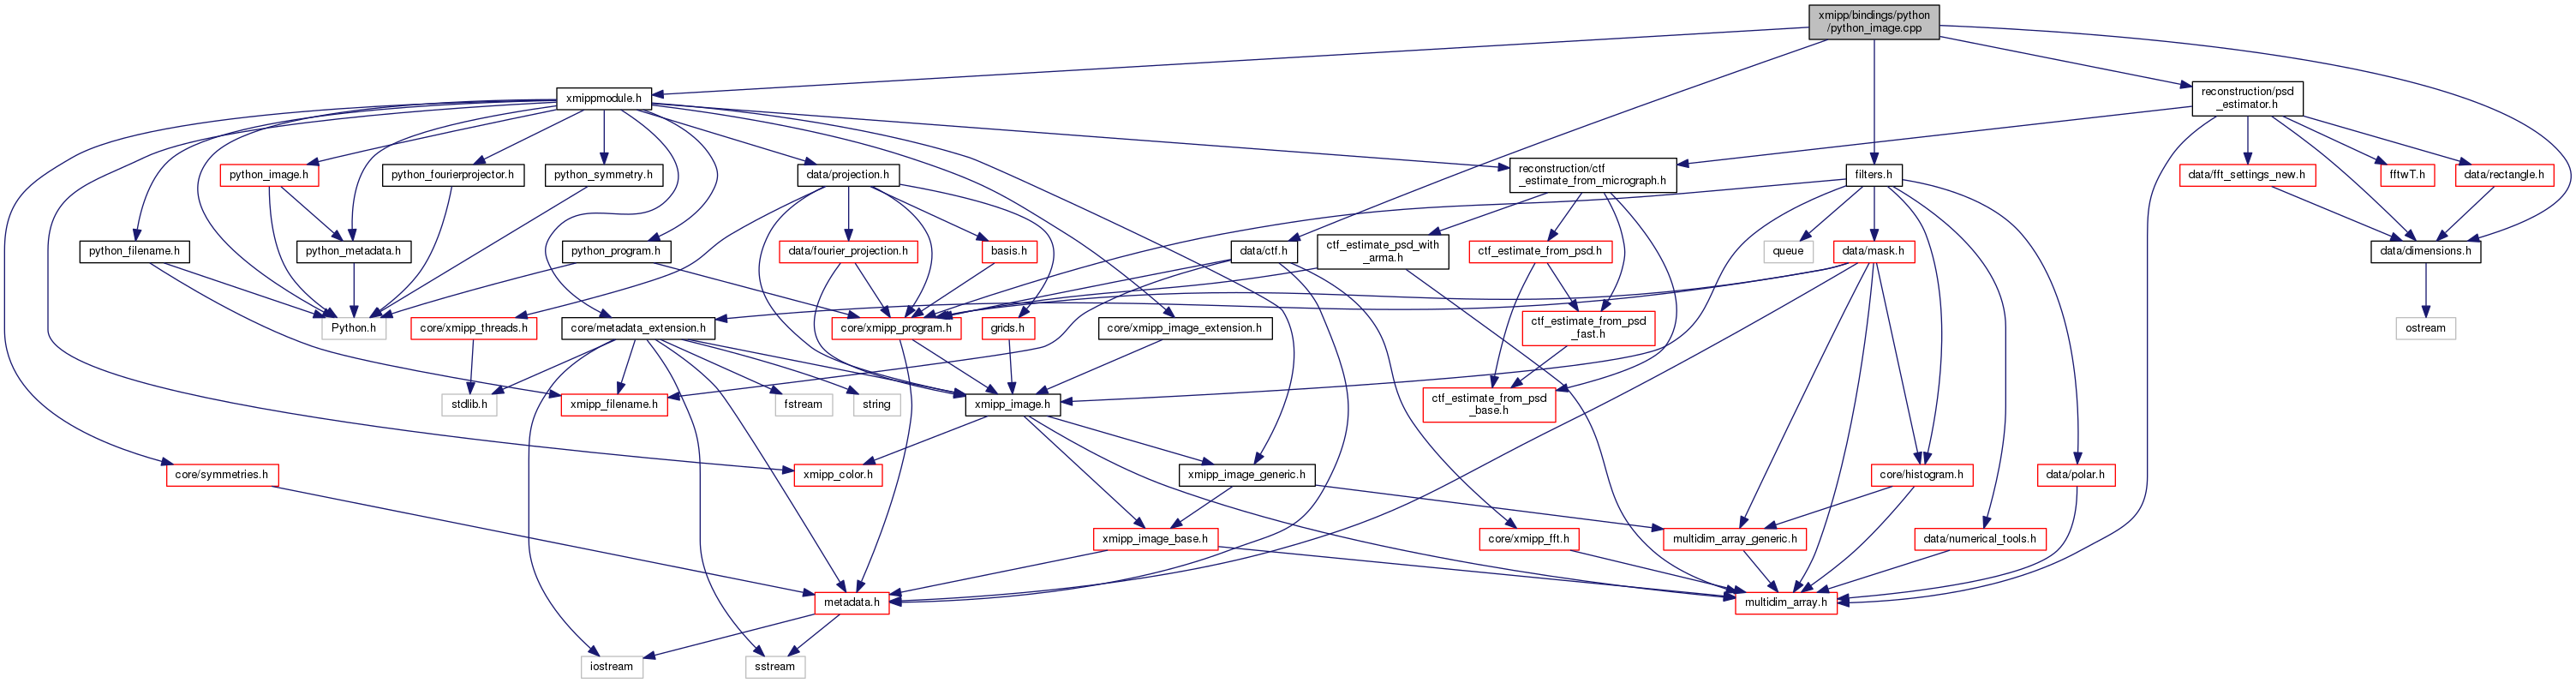 xmipp/bindings/python
/python_image.cpp
xmippmodule.h
reconstruction/psd
_estimator.h
python_image.h
python_fourierprojector.h
python_symmetry.h
data/projection.h
reconstruction/ctf
_estimate_from_micrograph.h
filters.h
data/fft_settings_new.h
fftwT.h
data/rectangle.h
python_filename.h
python_metadata.h
python_program.h
data/fourier_projection.h
basis.h
data/ctf.h
ctf_estimate_psd_with
_arma.h
ctf_estimate_from_psd.h
queue
data/mask.h
data/dimensions.h
Python.h
core/xmipp_threads.h
core/metadata_extension.h
core/xmipp_program.h
grids.h
core/xmipp_image_extension.h
ctf_estimate_from_psd
_fast.h
ostream
stdlib.h
xmipp_filename.h
fstream
string
xmipp_image.h
ctf_estimate_from_psd
_base.h
core/symmetries.h
xmipp_color.h
xmipp_image_generic.h
core/histogram.h
data/polar.h
xmipp_image_base.h
core/xmipp_fft.h
multidim_array_generic.h
data/numerical_tools.h
metadata.h
multidim_array.h
iostream
sstream